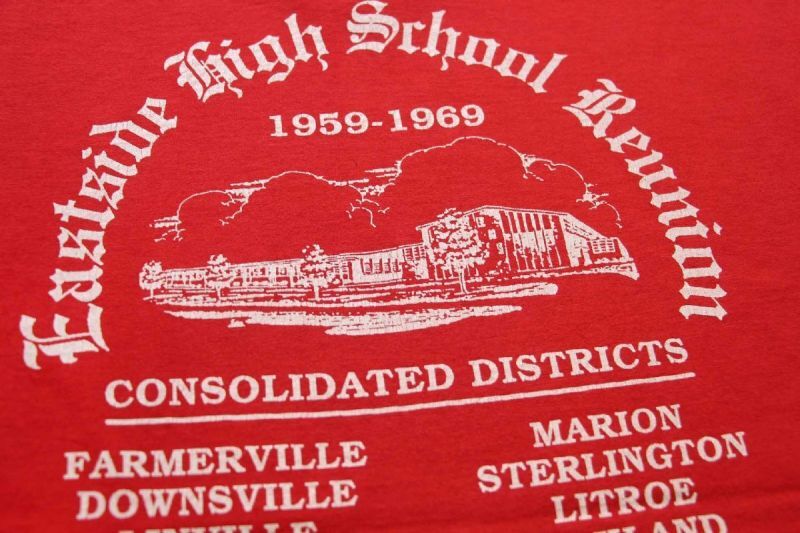 Eastside High School Reunion
1959-1969
CONSOLIDATED DISTRICTS
FARMERVILLE
DOWNSVILLE
MARION
STERLINGTON
LITROE